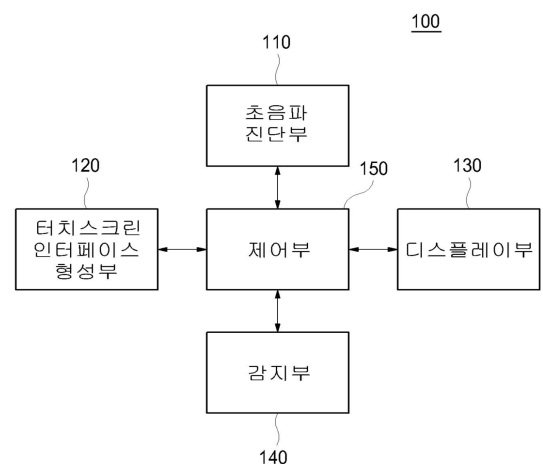 100
110
초음파
진단부
120
150
130
터치스크린
인터페이스
형성부
제어부
디스플레이부
감지부
140